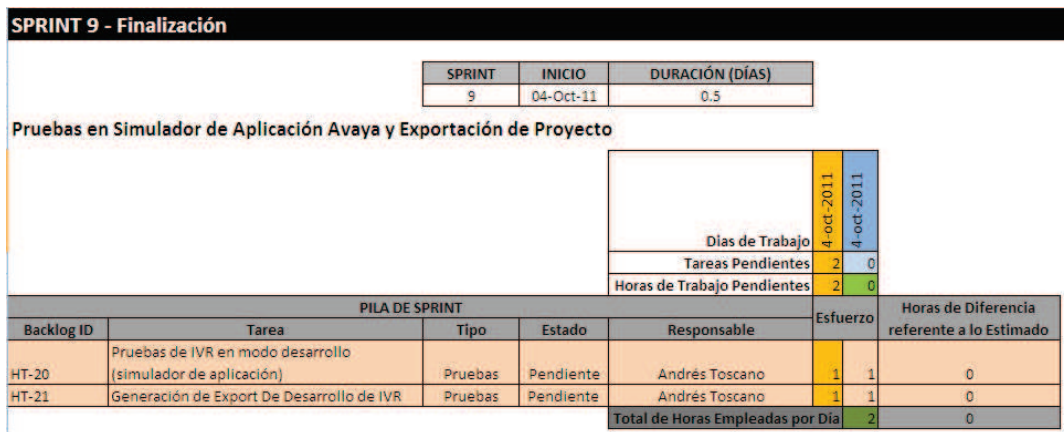 SPRINT 9 - Finalización
SPRINT INICIO DURACIÓN (DÍAS)
9 04-Oct-11 0.5
Pruebas en Simulador de Aplicación Avaya y Exportación de Proyecto
Dias de Trabajo 4-oct-2011 4-oct-2011
Tareas Pendientes 2 0
Horas de Trabajo Pendientes 2 0
PILA DE SPRINT Esfuerzo Horas de Diferencia
referente a lo Estimado
Backlog ID Tarea Tipo Estado Responsable
Pruebas de IVR en modo desarrollo
HT-20 (simulador de aplicación) Pruebas Pendiente Andrés Toscano 1 1 0
HT-21 Generación de Export De Desarrollo de IVR Pruebas Pendiente Andrés Toscano 1 1 0
Total de Horas Empleadas por Día 2 0